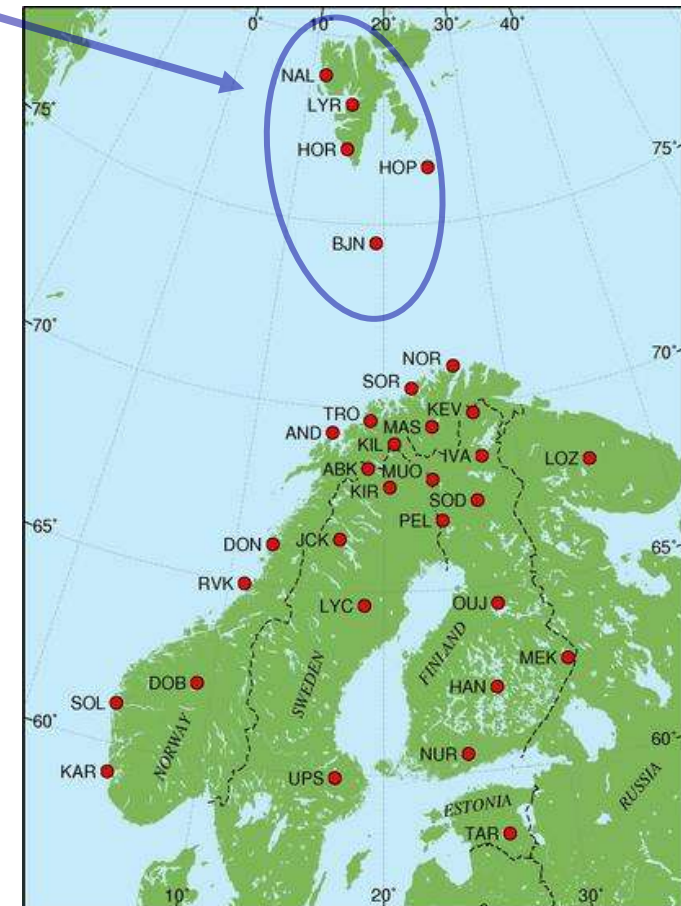 0° 10° 20° 30° 40°
NAL
75°
LYR
HOR
75°
HOP
BJN
70°
NOR
70°
SOR
TRO
KEV
AND
MAS
KIL
IVA
LOZ
ABK
MUO
KIR
SOD
PEL
65°
DON
JCK
65°
RVK
LYC
OUJ
FINLAND
MEK
DOB
SWEDEN
HAN
SOL
60°
NORWAY
60°
NUR
KAR
UPS
RUSSIA
ESTONIA
TAR
10° 20° 30°